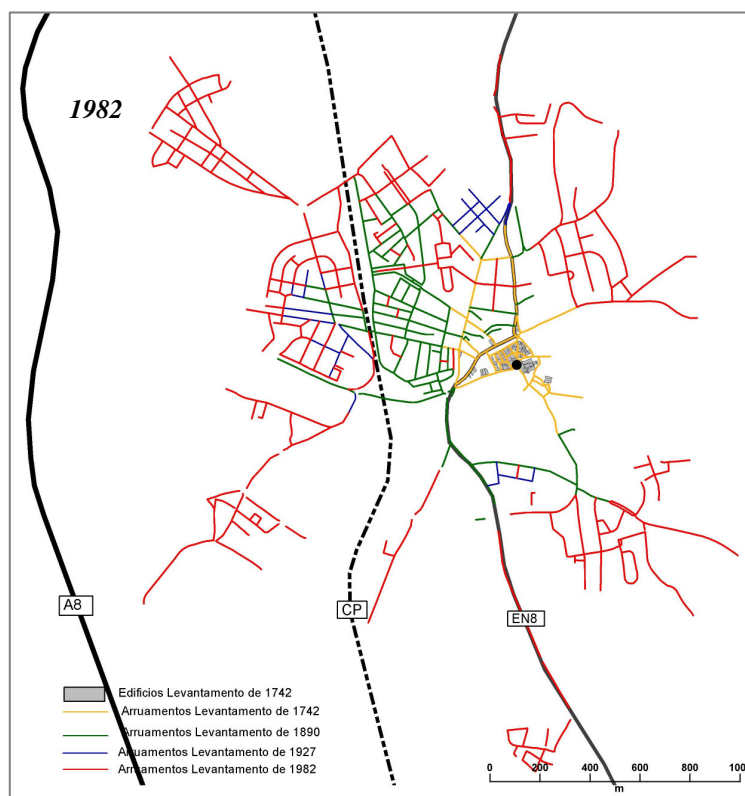 1982
A8
CP
EN8
Edificios Levantamento de 1742
Arruamentos Levantamento de 1742
Arruamentos Levantamento de 1890
Arruamentos Levantamento de 1927
Arruamentos Levantamento de 1982
0 200 400 600 800 1000
m